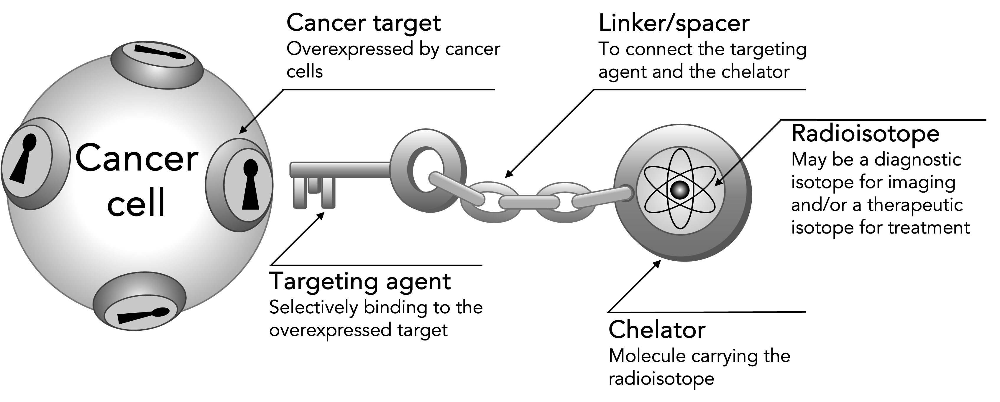 Cancer target
Overexpressed by cancer
cells
Linker/spacer
To connect the targeting
agent and the chelator
Radioisotope
May be a diagnostic
isotope for imaging
and/or a therapeutic
isotope for treatment
Cancer
cell
Targeting agent
Selectively binding to the
overexpressed target
Chelator
Molecule carrying the
radioisotope